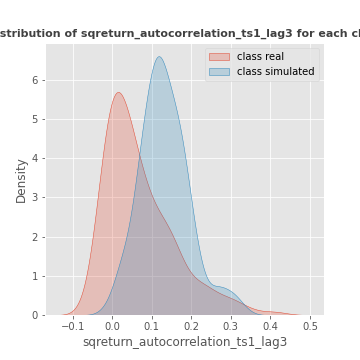 stribution of sqreturn_autocorrelation_ts1_lag3 for each cl
class real
class simulated
Density
6
5
4
3
2
1
0
−0.1 0.0 0.1 0.2 0.3 0.4 0.5
sqreturn_autocorrelation_ts1_lag3